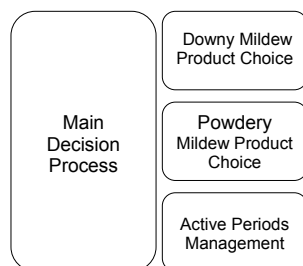 Main
Decision
Process
Downy Mildew
Product Choice
Powdery
Mildew Product
Choice
Active Periods
Management